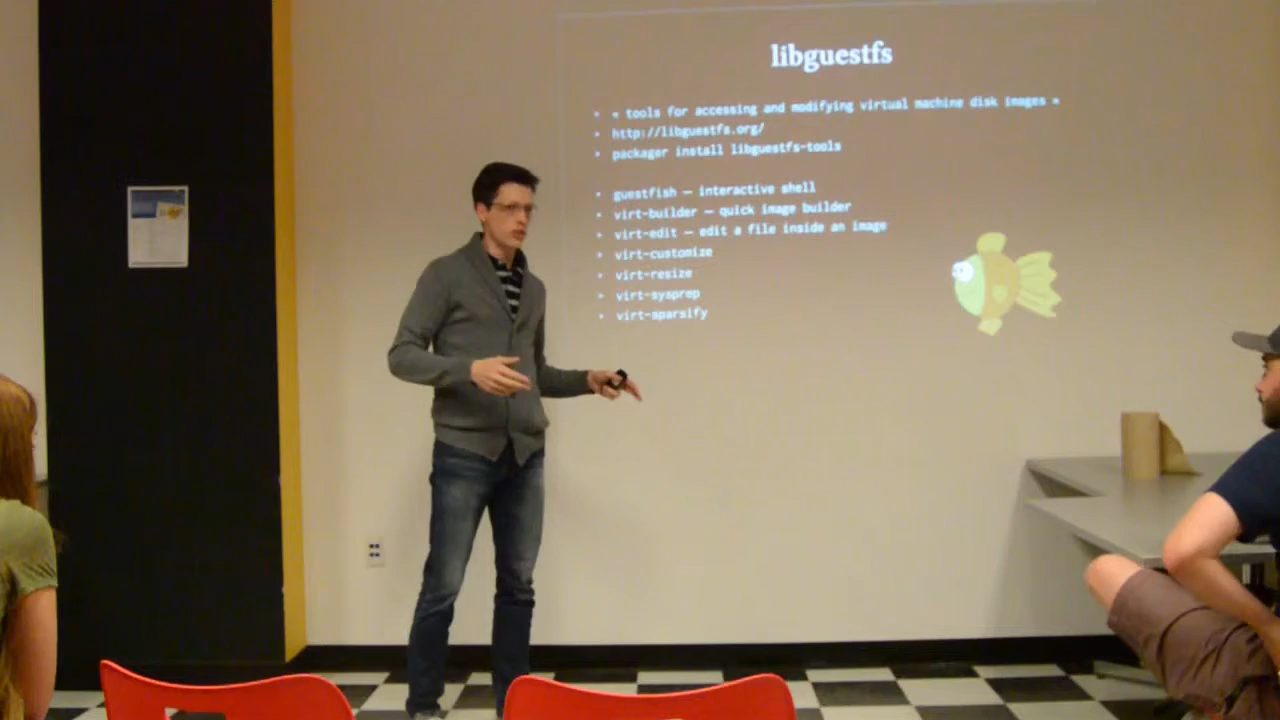 libguestfs
« tools for accessing and modifying virtual machine disk images »
http://libguestfs.org/
packager install libguestfs-tools
guestfish — interactive shell
virt-builder — quick image builder
virt-edit — edit a file inside an image
virt-customize
virt-resize
virt-sysprep
virt-sparsify